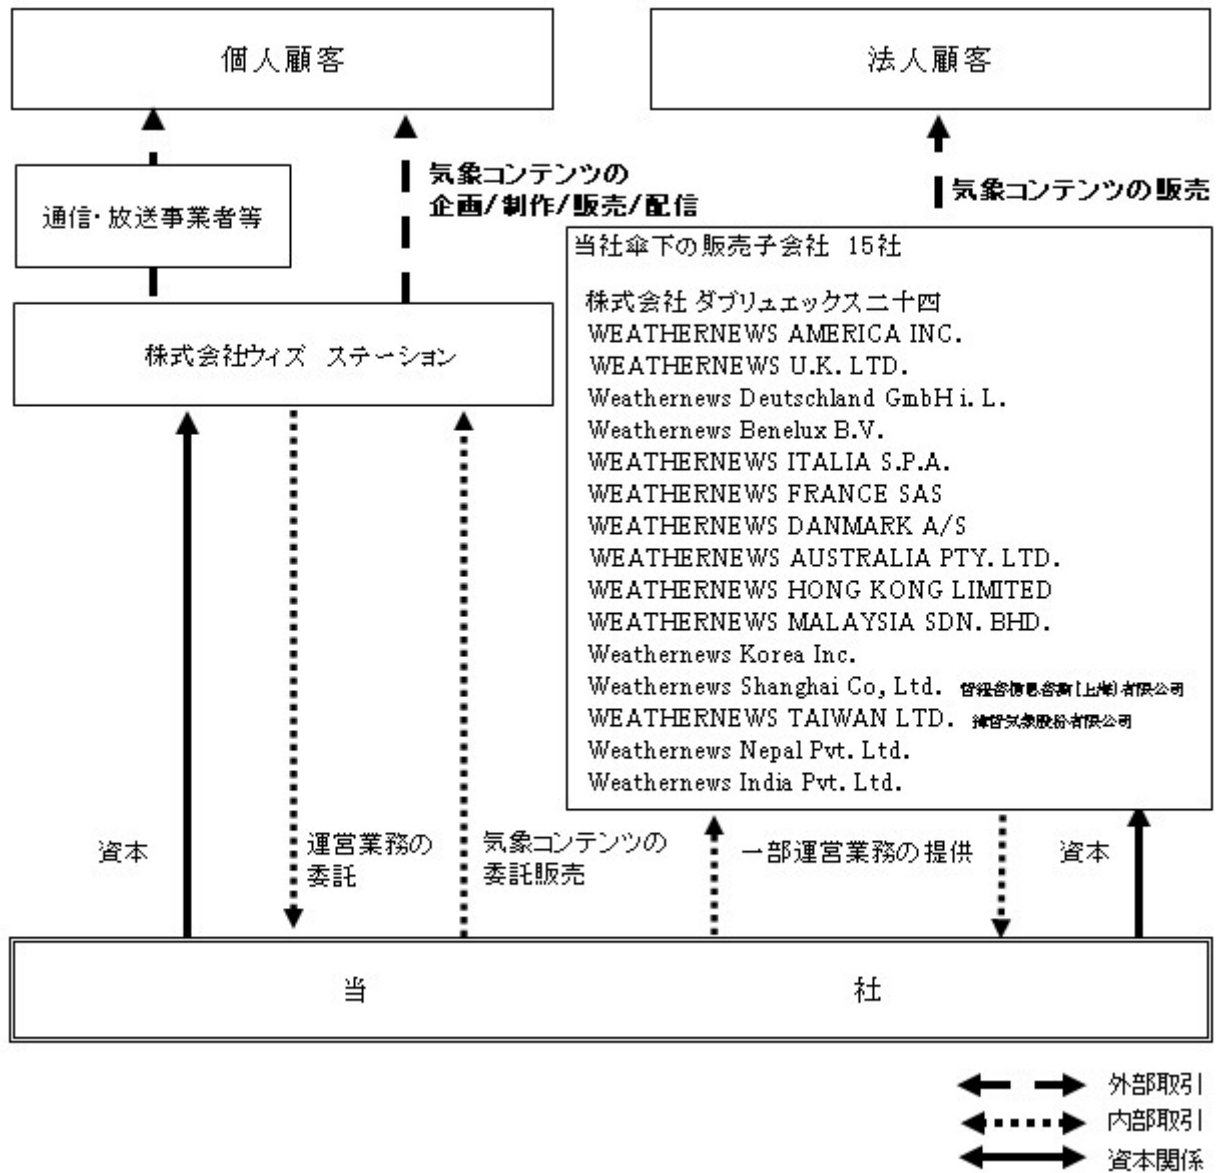 個人顧客
法人顧客
通信・放送事業者等
気象コンテンツの
企画/制作/販売/配信
気象コンテンツの販売
株式会社ウィズ ステーション
当社傘下の販売子会社 15社
株式会社 ダブリュエックス二十四
WEATHERNEWS AMERICA INC.
WEATHERNEWS U.K. LTD.
Weathernews Deutschland GmbH i. L.
Weathernews Benelux B.V.
WEATHERNEWS ITALIA S.P.A.
WEATHERNEWS FRANCE SAS
WEATHERNEWS DANMARK A/S
WEATHERNEWS AUSTRALIA PTY. LTD.
WEATHERNEWS HONG KONG LIMITED
WEATHERNEWS MALAYSIA SDN. BHD.
Weathernews Korea Inc.
Weathernews Shanghai Co, Ltd.
WEATHERNEWS TAIWAN LTD.
Weathernews Nepal Pvt. Ltd.
Weathernews India Pvt. Ltd.
資本
運営業務の
委託
気象コンテンツの
委託販売
一部運営業務の提供
資本
当 社
外部取引
内部取引
資本関係